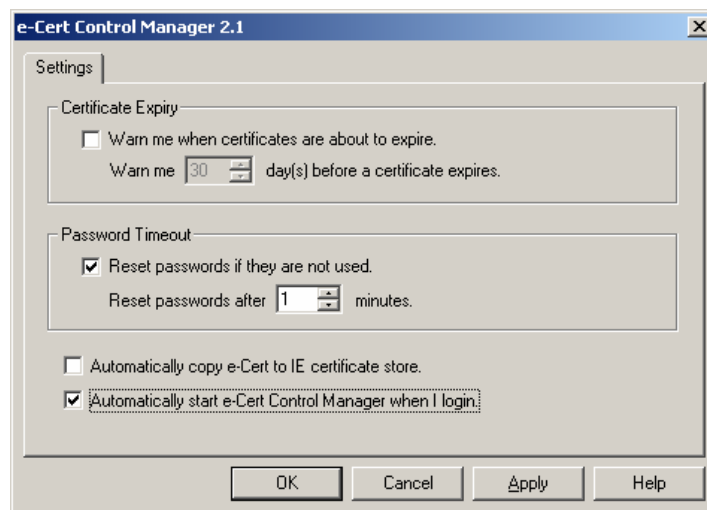 e-Cert Control Manager 2.1
Settings
Certificate Expiry
Warn me when certificates are about to expire.
Warn me 30 day(s) before a certificate expires.
Password Timeout
Reset passwords if they are not used.
Reset passwords after 1 minutes.
Automatically copy e-Cert to IE certificate store.
Automatically start e-Cert Control Manager when I login.
OK Cancel Apply Help